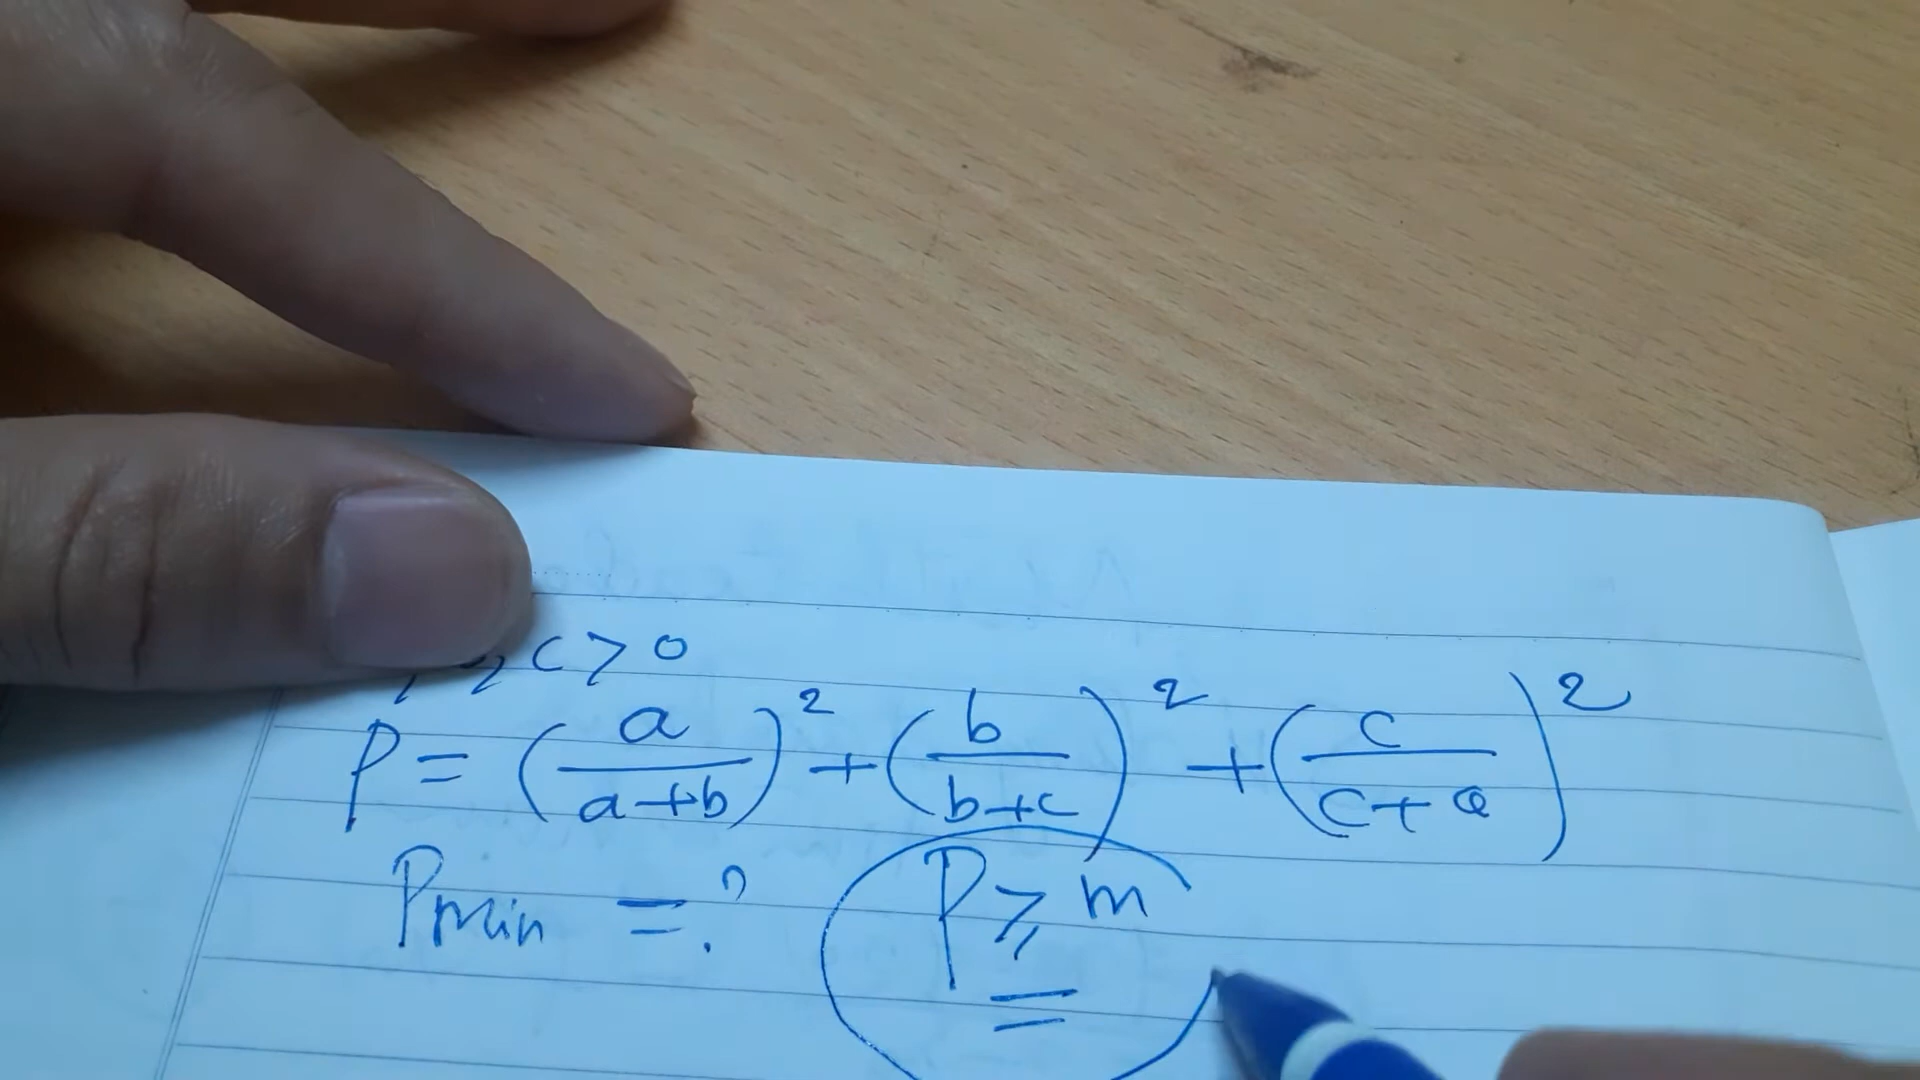 , c > 0
P = (a/(a+b))² + (b/(b+c))² + (c/(c+a))²
Pmin = ? P ≥ m